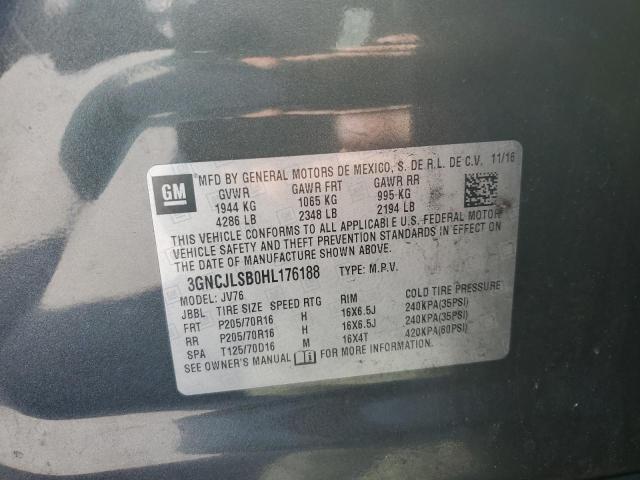 GM
MFD BY GENERAL MOTORS DE MEXICO, S. DE R.L. DE C.V. 11/16
GVWR GAWR FRT GAWR RR
1944 KG 1065 KG 995 KG
4286 LB 2348 LB 2194 LB
THIS VEHICLE CONFORMS TO ALL APPLICABLE U.S. FEDERAL MOTOR
VEHICLE SAFETY AND THEFT PREVENTION STANDARDS IN EFFECT
ON THE DATE OF MANUFACTURE SHOWN ABOVE.
3GNCJLSB0HL176188 TYPE: M.P.V.
MODEL: JV76
JBBL TIRE SIZE SPEED RTG RIM COLD TIRE PRESSURE
FRT P205/70R16 H 16X6.5J 240KPA(35PSI)
RR P205/70R16 H 16X6.5J 240KPA(35PSI)
SPA T125/70D16 M 16X4T 420KPA(60PSI)
SEE OWNER'S MANUAL FOR MORE INFORMATION.